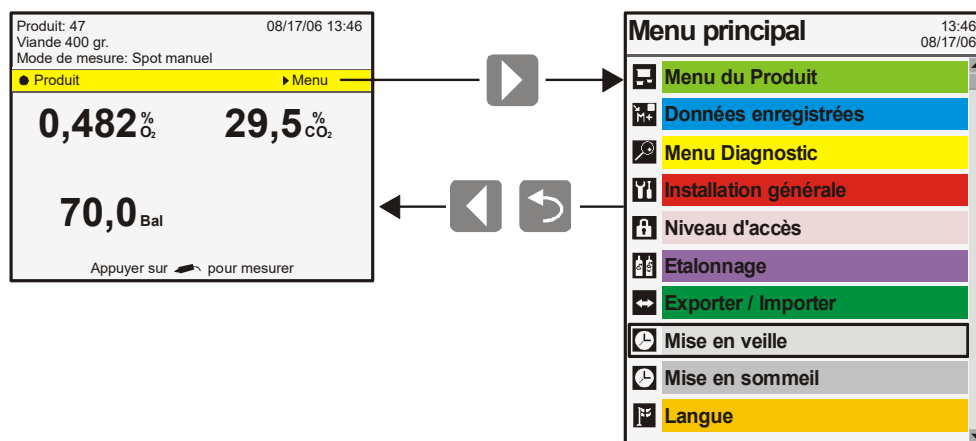 Produit: 47 08/17/06 13:46
Viande 400 gr.
Mode de mesure: Spot manuel
Produit Menu
0,482 % O₂ 29,5 % CO₂
70,0 Bal
Appuyer sur pour mesurer
Menu principal 13:46
08/17/06
Menu du Produit
M+ Données enregistrées
Menu Diagnostic
Installation générale
Niveau d'accès
Etalonnage
Exporter / Importer
Mise en veille
Mise en sommeil
Langue